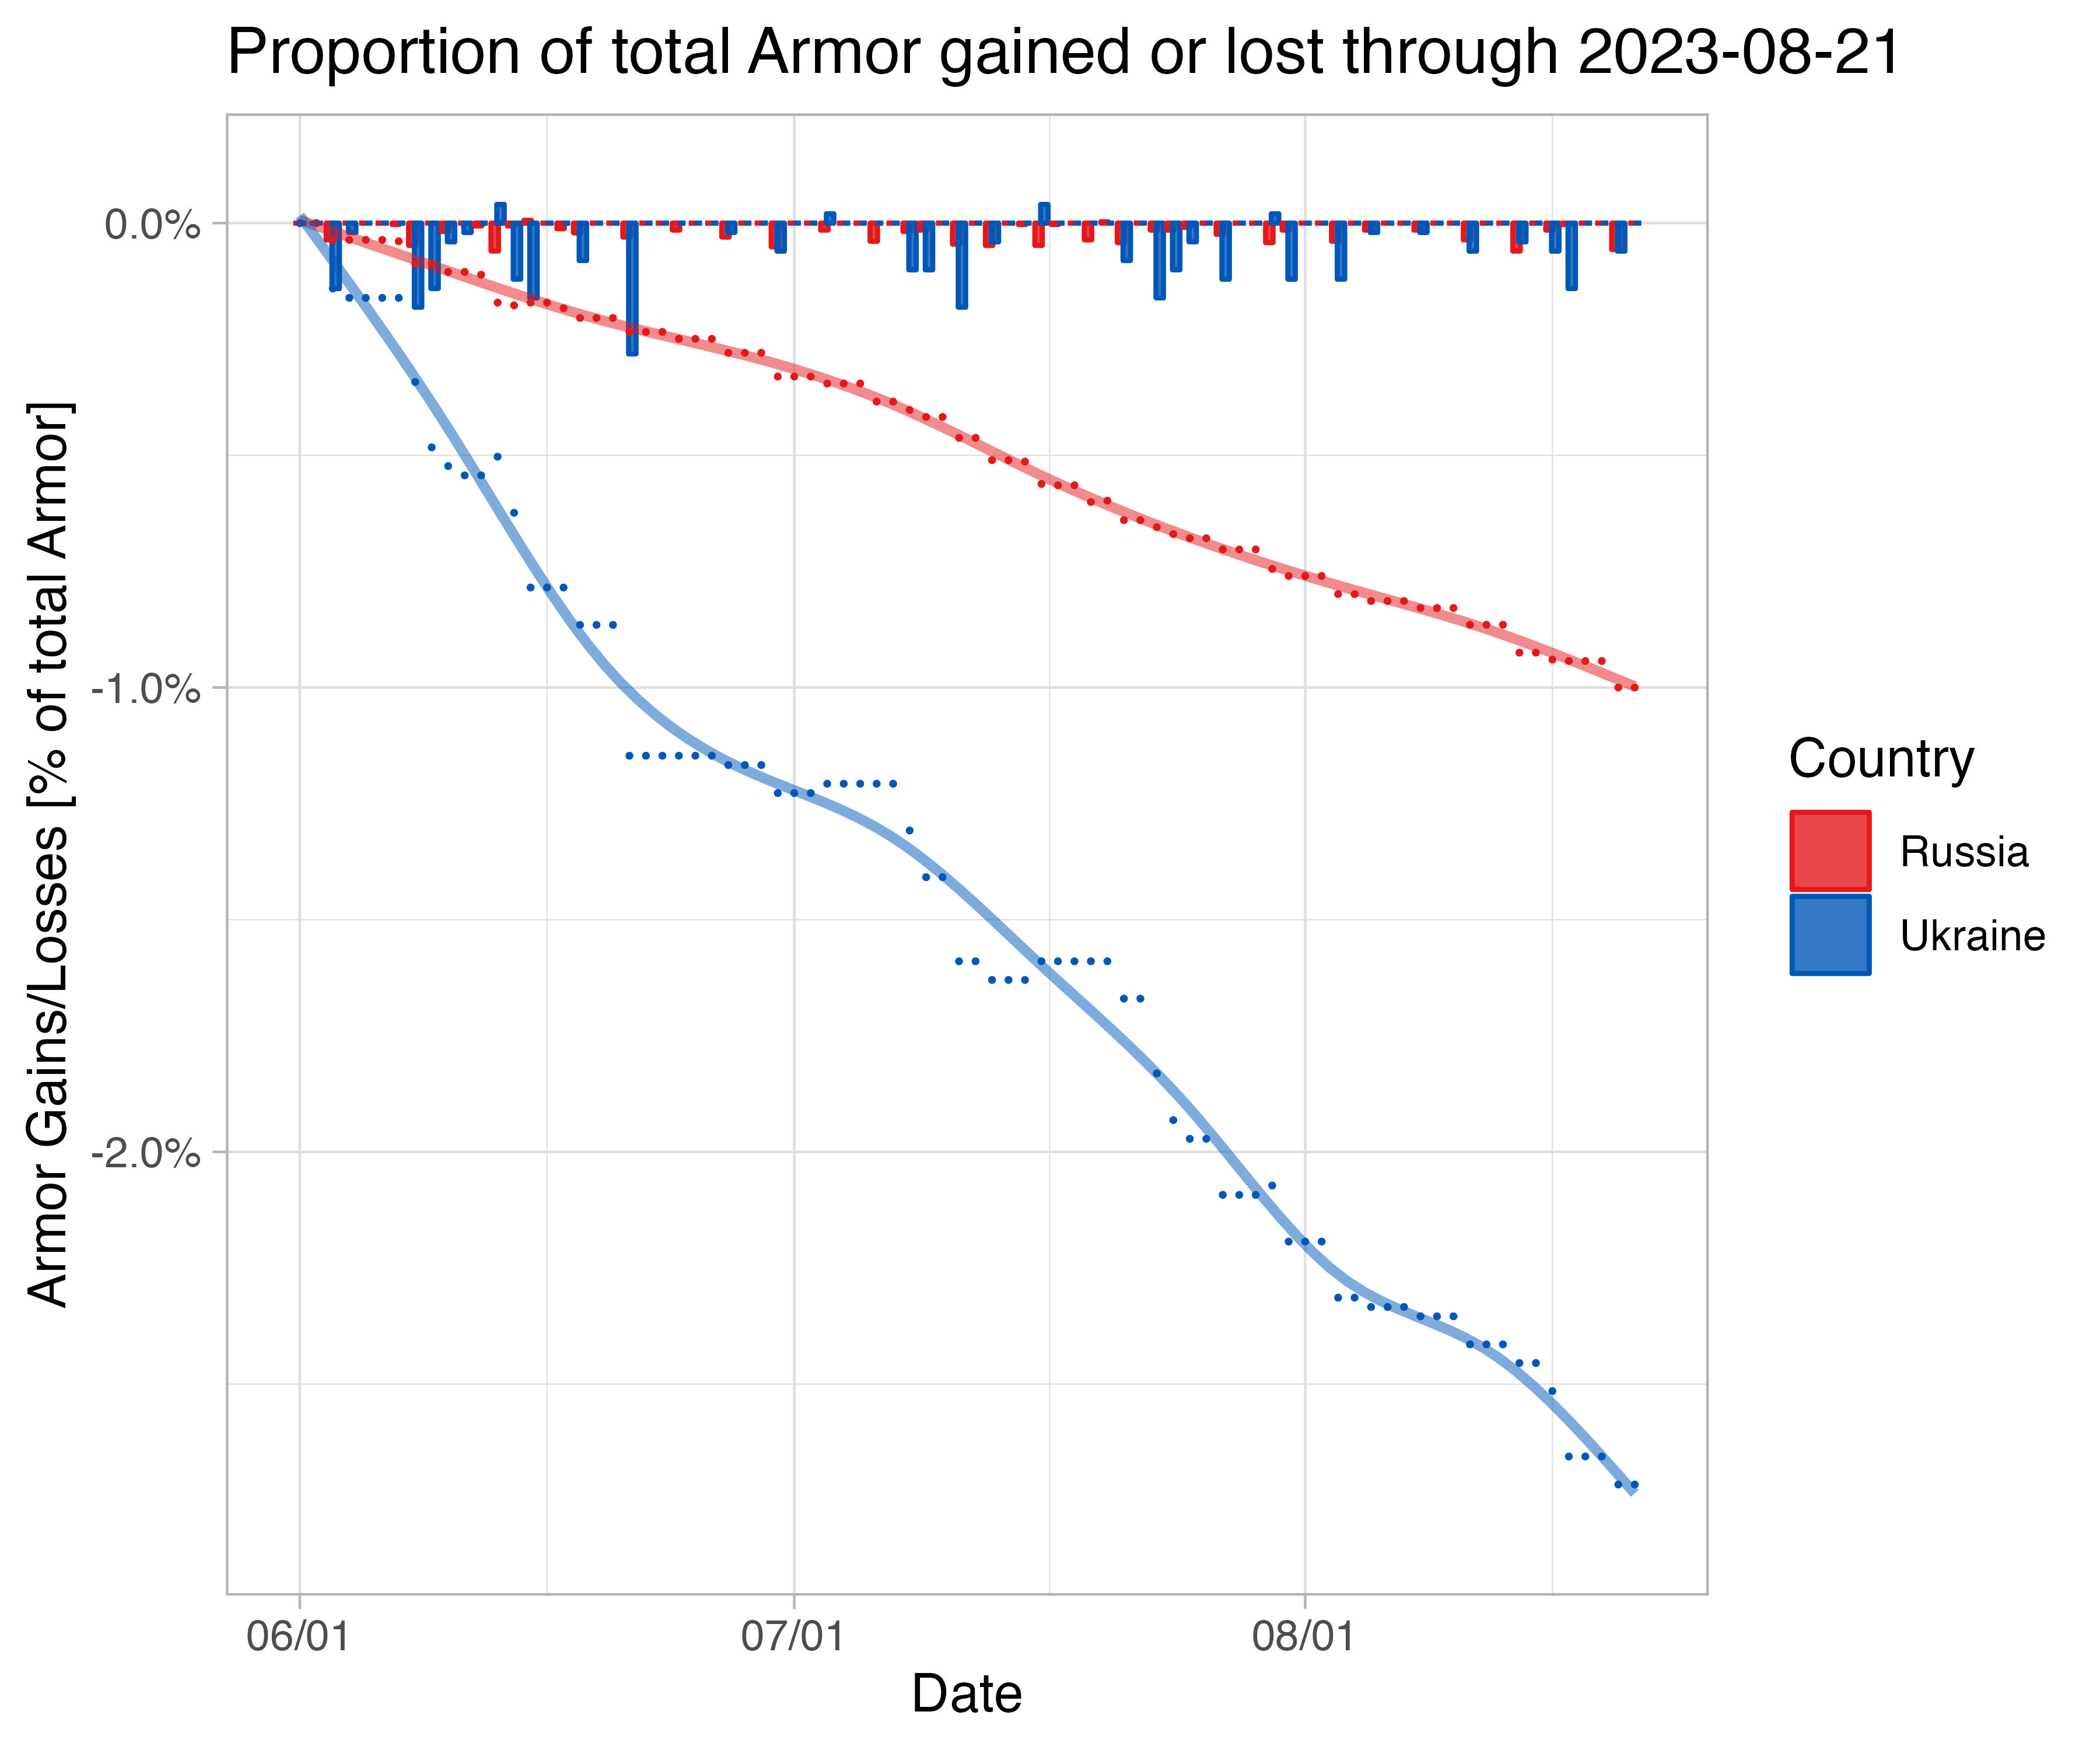 Proportion of total Armor gained or lost through 2023-08-21
Armor Gains/Losses [% of total Armor]
0.0%
-1.0%
-2.0%
06/01
07/01
08/01
Date
Country
Russia
Ukraine